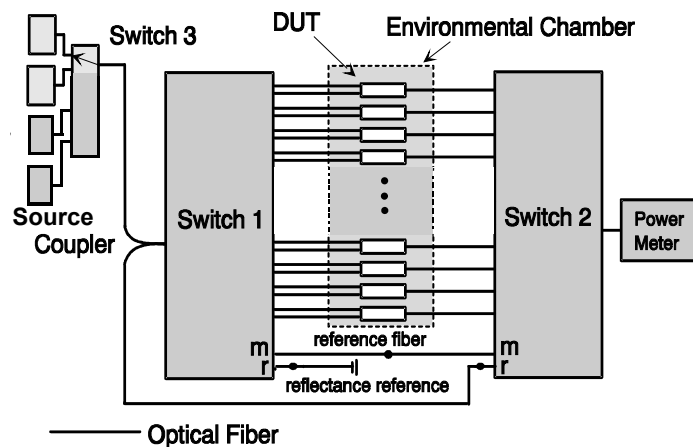 Switch 3
DUT
Environmental Chamber
Source
Coupler
Switch 1
Switch 2
Power
Meter
m
reference fiber
m
r
reflectance reference
r
Optical Fiber